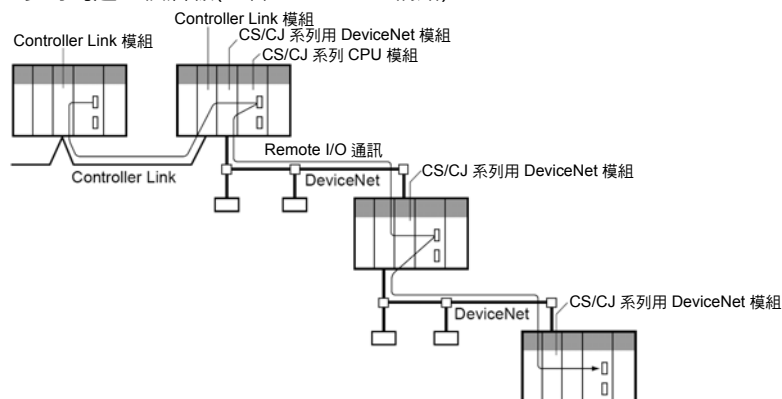 Controller Link 模組
CS/CJ 系列用 DeviceNet 模組
Controller Link 模組
CS/CJ 系列 CPU 模組
Remote I/O 通訊
Controller Link
DeviceNet
CS/CJ 系列用 DeviceNet 模組
DeviceNet
CS/CJ 系列用 DeviceNet 模組